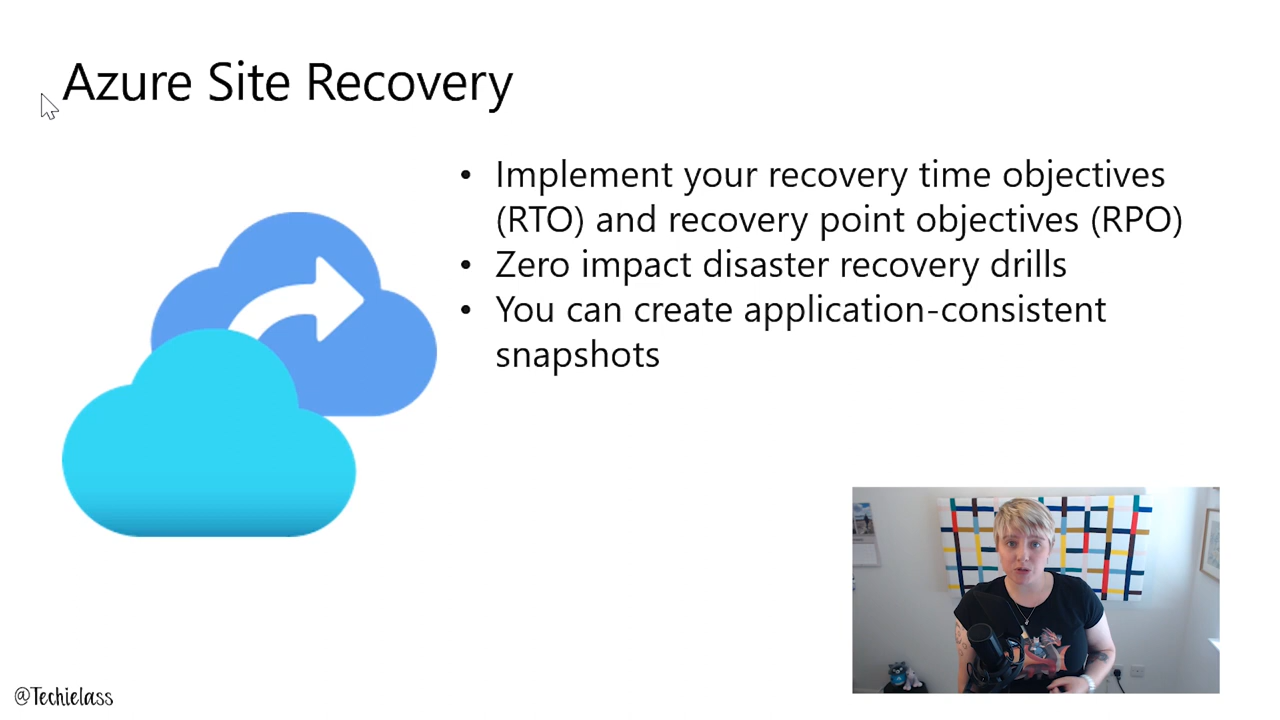 Azure Site Recovery
• Implement your recovery time objectives
(RTO) and recovery point objectives (RPO)
• Zero impact disaster recovery drills
• You can create application-consistent
snapshots
@Techielass